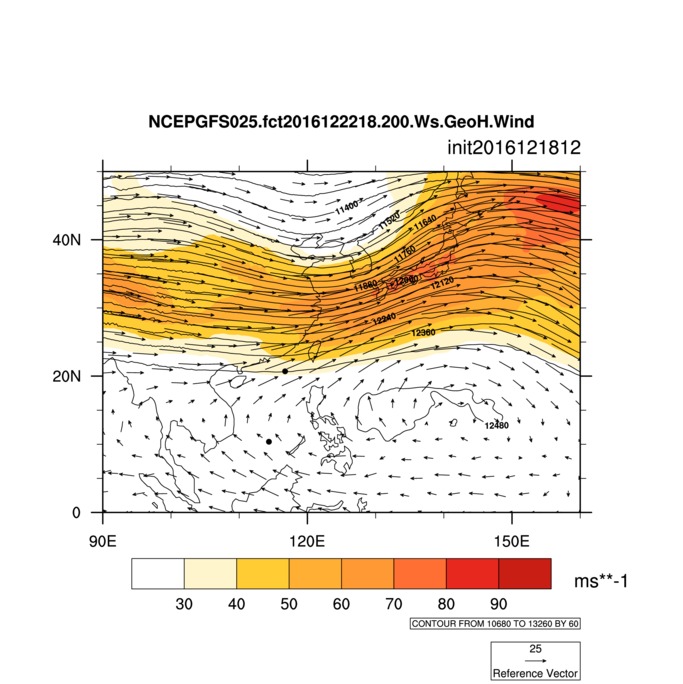 NCEPGFS025.fct2016122218.200.Ws.GeoH.Wind
init2016121812
11400
11520
11640
11760
11880
12000
12120
12240
12360
12480
40N
20N
0
90E
120E
150E
30
40
50
60
70
80
90
ms**-1
CONTOUR FROM 10680 TO 13260 BY 60
25
Reference Vector